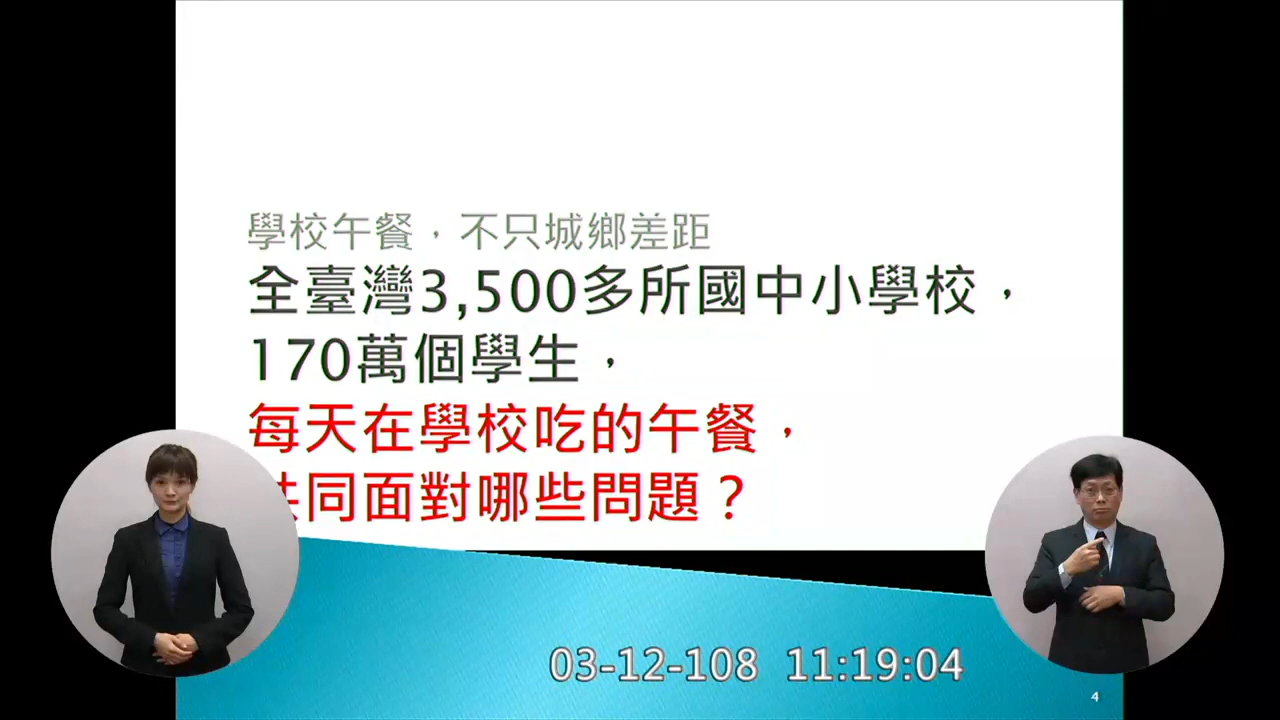 學校午餐，不只城鄉差距
全臺灣3,500多所國中小學校，
170萬個學生，
每天在學校吃的午餐，
共同面對哪些問題？
03-12-108 11:19:04
4